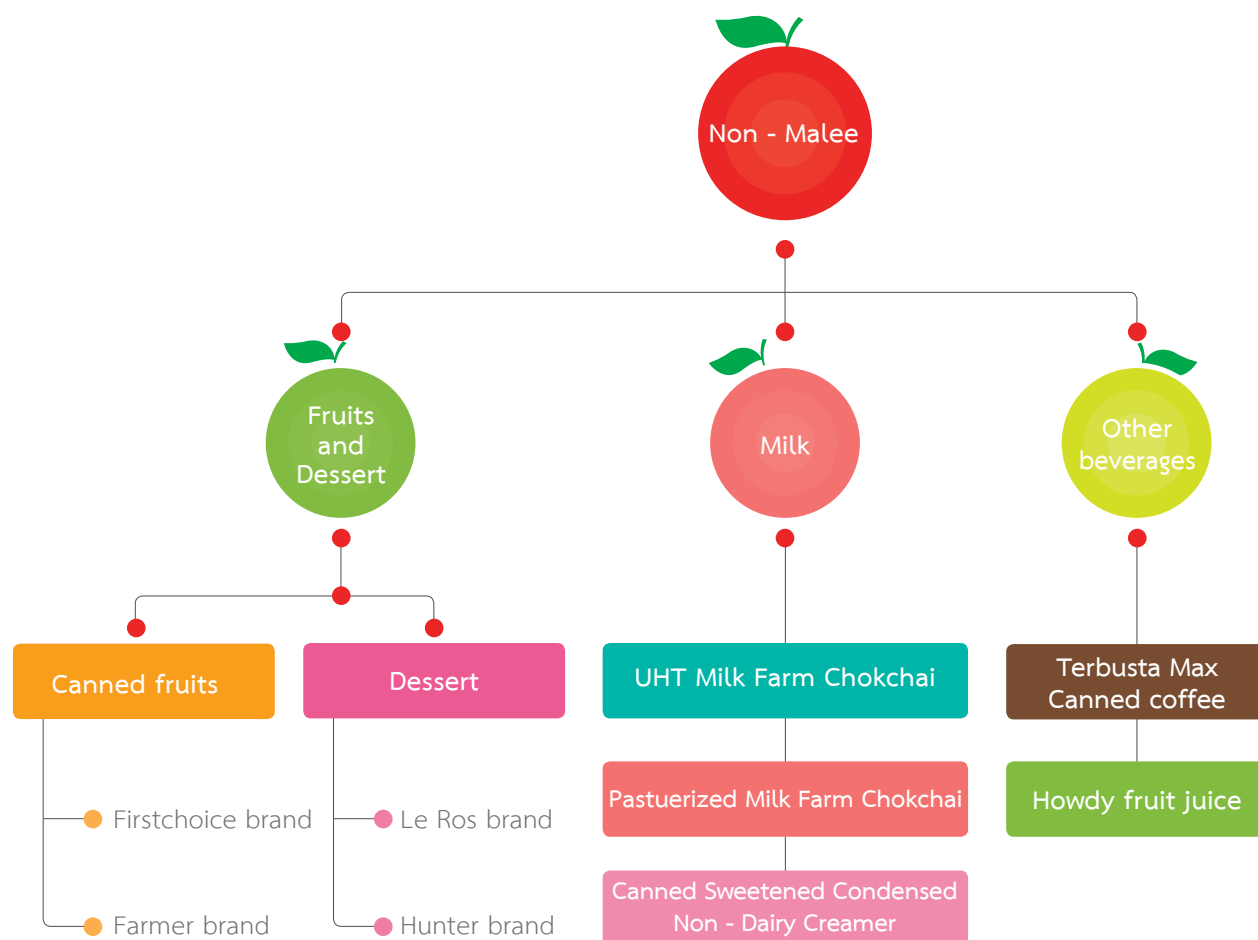 Non - Malee
Fruits
and
Dessert
Milk
Other
beverages
Canned fruits
Dessert
UHT Milk Farm Chokchai
Terbusta Max
Canned coffee
Firstchoice brand
Le Ros brand
Pastuerized Milk Farm Chokchai
Howdy fruit juice
Farmer brand
Hunter brand
Canned Sweetened Condensed
Non - Dairy Creamer